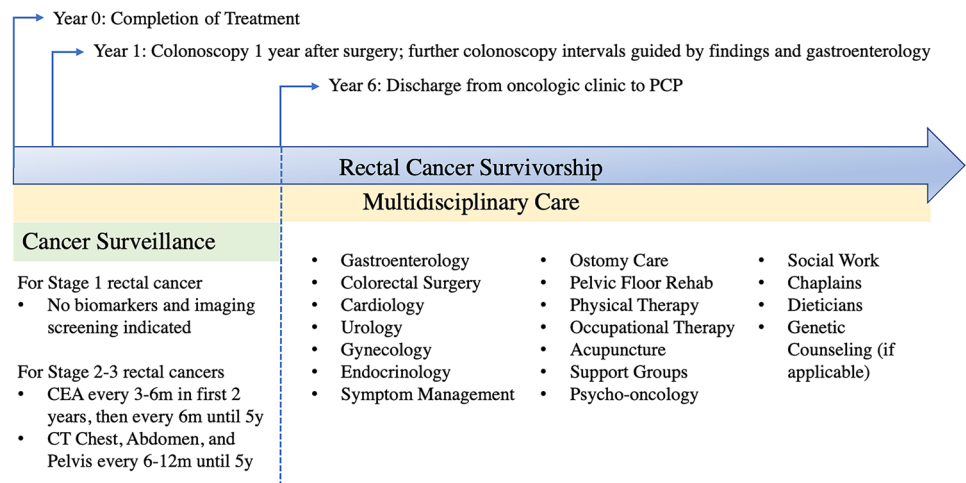 Year 0: Completion of Treatment
Year 1: Colonoscopy 1 year after surgery; further colonoscopy intervals guided by findings and gastroenterology
Year 6: Discharge from oncologic clinic to PCP
Rectal Cancer Survivorship
Multidisciplinary Care
Cancer Surveillance
For Stage 1 rectal cancer
• No biomarkers and imaging
screening indicated
For Stage 2-3 rectal cancers
• CEA every 3-6m in first 2
years, then every 6m until 5y
• CT Chest, Abdomen, and
Pelvis every 6-12m until 5y
• Gastroenterology
• Colorectal Surgery
• Cardiology
• Urology
• Gynecology
• Endocrinology
• Symptom Management
• Ostomy Care
• Pelvic Floor Rehab
• Physical Therapy
• Occupational Therapy
• Acupuncture
• Support Groups
• Psycho-oncology
• Social Work
• Chaplains
• Dieticians
• Genetic
Counseling (if
applicable)